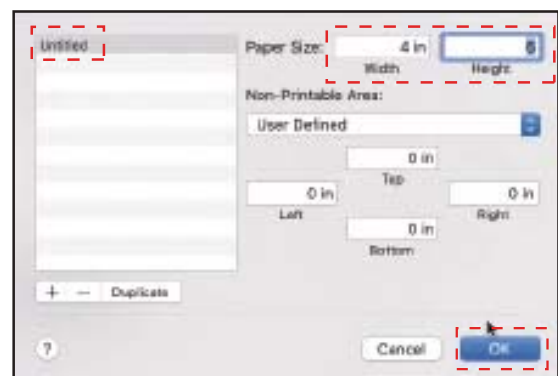 Untitled
Paper Size: 4 in
Width Height
Non-Printable Area:
User Defined
0 in
Top
0 in 0 in
Left Right
0 in
Bottom
+ − Duplicate
? Cancel OK